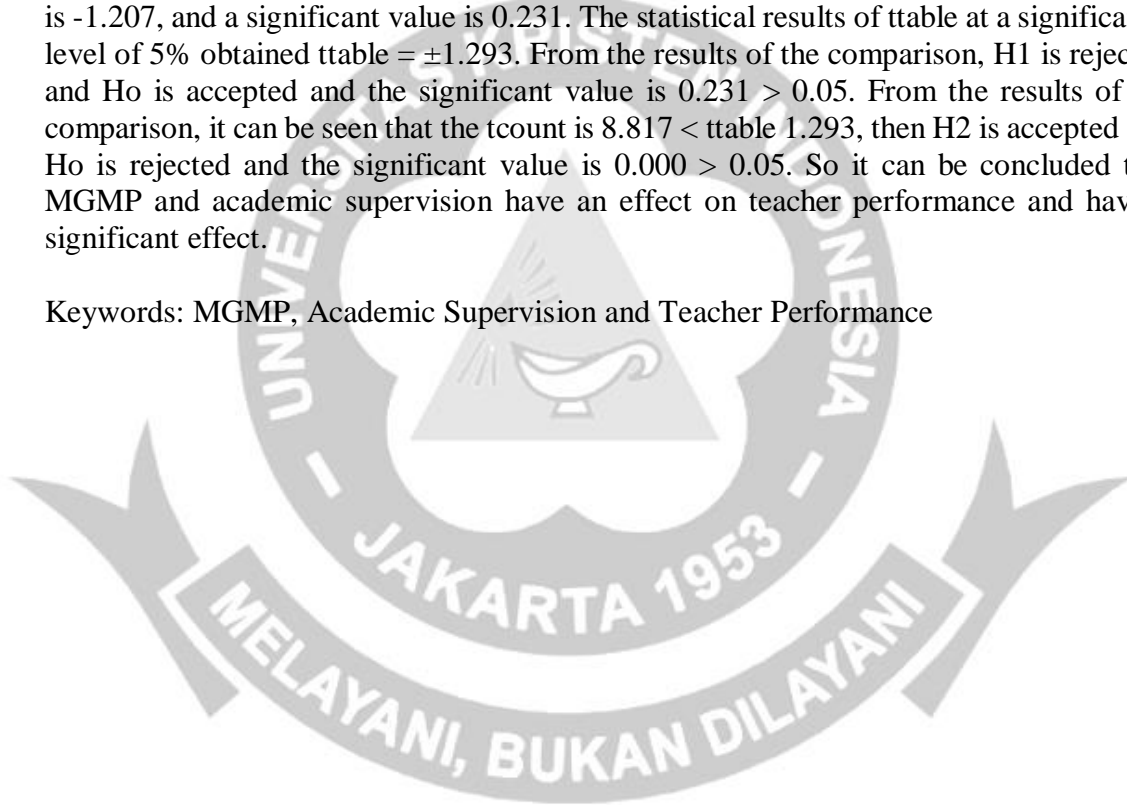 is -1.207, and a significant value is 0.231. The statistical results of ttable at a
level of 5% obtained ttable = ±1.293. From the results of the comparison, H1 is
and Ho is accepted and the significant value is 0.231 > 0.05. From the results of
comparison, it can be seen that the tcount is 8.817 < ttable 1.293, then H2 is accepted
Ho is rejected and the significant value is 0.000 > 0.05. So it can be concluded
MGMP and academic supervision have an effect on teacher performance and
significant effect.
Keywords: MGMP, Academic Supervision and Teacher Performance
UNIVERSITAS KRISTEN INDONESIA
JAKARTA 1953
MELAYANI, BUKAN DILAYANI